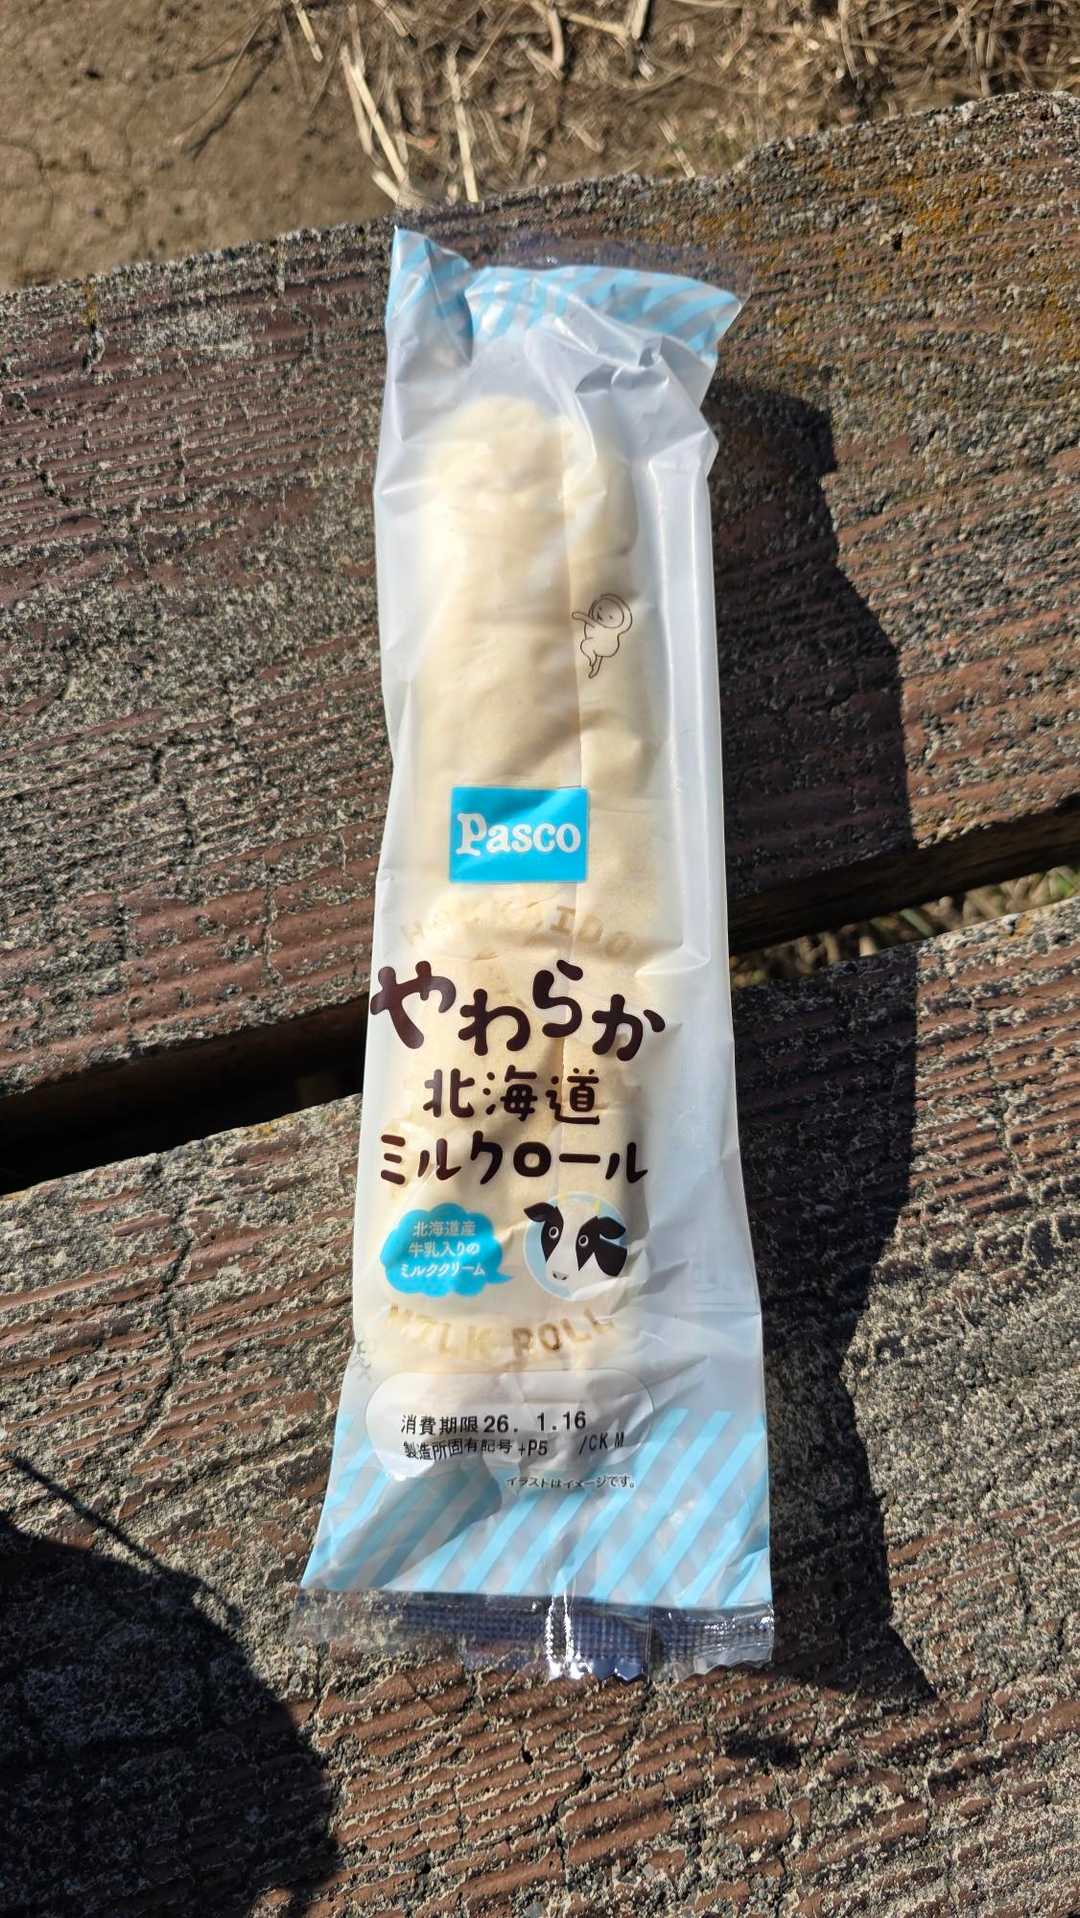 Pasco
HOKKAIDO
やわらか
北海道
ミルクロール
北海道産
牛乳入りの
ミルククリーム
MILK ROLL
消費期限 26. 1.16
製造所固有記号 +P5 /CK M
イラストはイメージです。